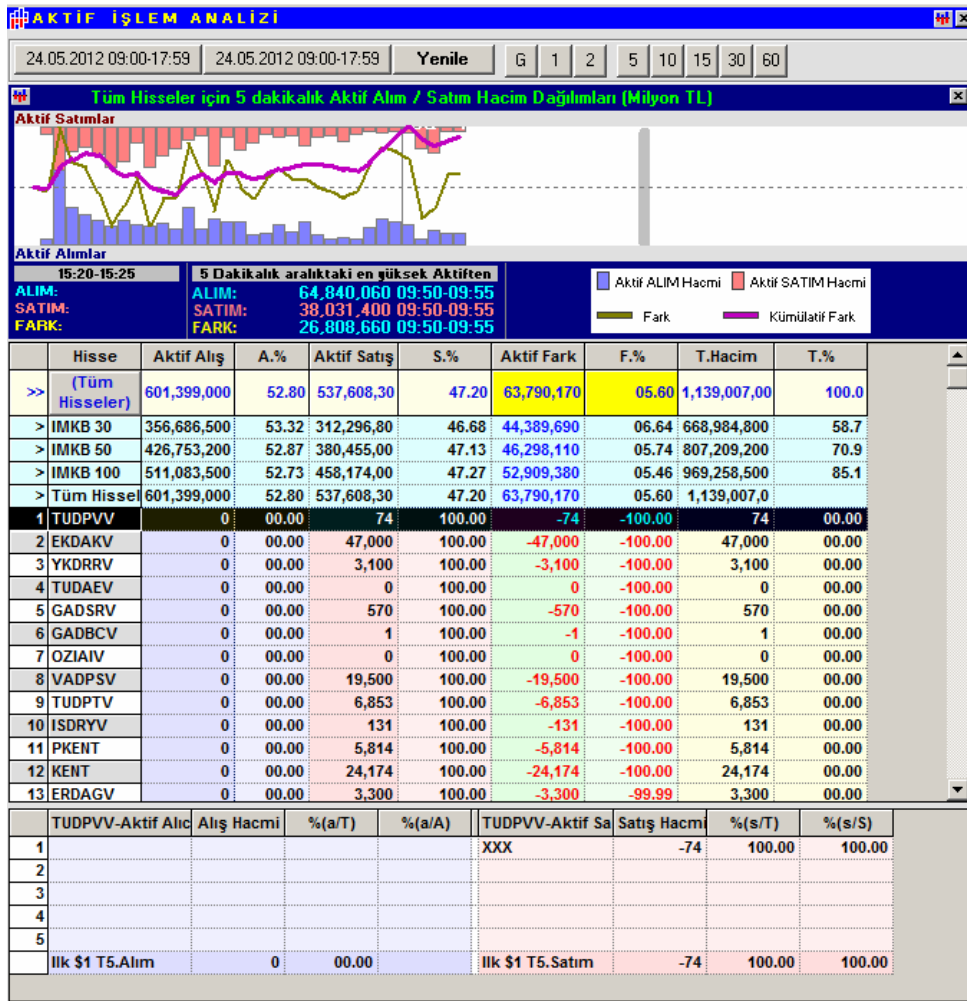 AKTİF İŞLEM ANALİZİ
24.05.2012 09:00-17:59 24.05.2012 09:00-17:59 Yenile G 1 2 5 10 15 30 60
Tüm Hisseler için 5 dakikalık Aktif Alım / Satım Hacim Dağılımları (Milyon TL)
Aktif Satımlar
Aktif Alımlar
15:20-15:25 5 Dakikalık aralıktaki en yüksek Aktiften
ALIM: ALIM: 64,840,060 09:50-09:55
SATIM: SATIM: 38,031,400 09:50-09:55
FARK: FARK: 26,808,660 09:50-09:55
Aktif ALIM Hacmi Aktif SATIM Hacmi
Fark Kümülatif Fark
Hisse Aktif Alış A.% Aktif Satış S.% Aktif Fark F.% T.Hacim T.%
>> (Tüm Hisseler) 601,399,000 52.80 537,608,30 47.20 63,790,170 05.60 1,139,007,00 100.0
> IMKB 30 356,686,500 53.32 312,296,80 46.68 44,389,690 06.64 668,984,800 58.7
> IMKB 50 426,753,200 52.87 380,455,00 47.13 46,298,110 05.74 807,209,200 70.9
> IMKB 100 511,083,500 52.73 458,174,00 47.27 52,909,380 05.46 969,258,500 85.1
> Tüm Hissel 601,399,000 52.80 537,608,30 47.20 63,790,170 05.60 1,139,007,0
1 TUDPVV 0 00.00 74 100.00 -74 -100.00 74 00.00
2 EKDAKV 0 00.00 47,000 100.00 -47,000 -100.00 47,000 00.00
3 YKDRRV 0 00.00 3,100 100.00 -3,100 -100.00 3,100 00.00
4 TUDAEV 0 00.00 0 100.00 0 -100.00 0 00.00
5 GADSRV 0 00.00 570 100.00 -570 -100.00 570 00.00
6 GADBCV 0 00.00 1 100.00 -1 -100.00 1 00.00
7 OZIAIV 0 00.00 0 100.00 0 -100.00 0 00.00
8 VADPSV 0 00.00 19,500 100.00 -19,500 -100.00 19,500 00.00
9 TUDPTV 0 00.00 6,853 100.00 -6,853 -100.00 6,853 00.00
10 ISDRYV 0 00.00 131 100.00 -131 -100.00 131 00.00
11 PKENT 0 00.00 5,814 100.00 -5,814 -100.00 5,814 00.00
12 KENT 0 00.00 24,174 100.00 -24,174 -100.00 24,174 00.00
13 ERDAGV 0 00.00 3,300 100.00 -3,300 -99.99 3,300 00.00
TUDPVV-Aktif Alıc Alış Hacmi %(a/T) %(a/A) TUDPVV-Aktif Sa Satış Hacmi %(s/T) %(s/S)
1 XXX -74 100.00 100.00
2
3
4
5
Ilk $1 T5.Alım 0 00.00 Ilk $1 T5.Satım -74 100.00 100.00